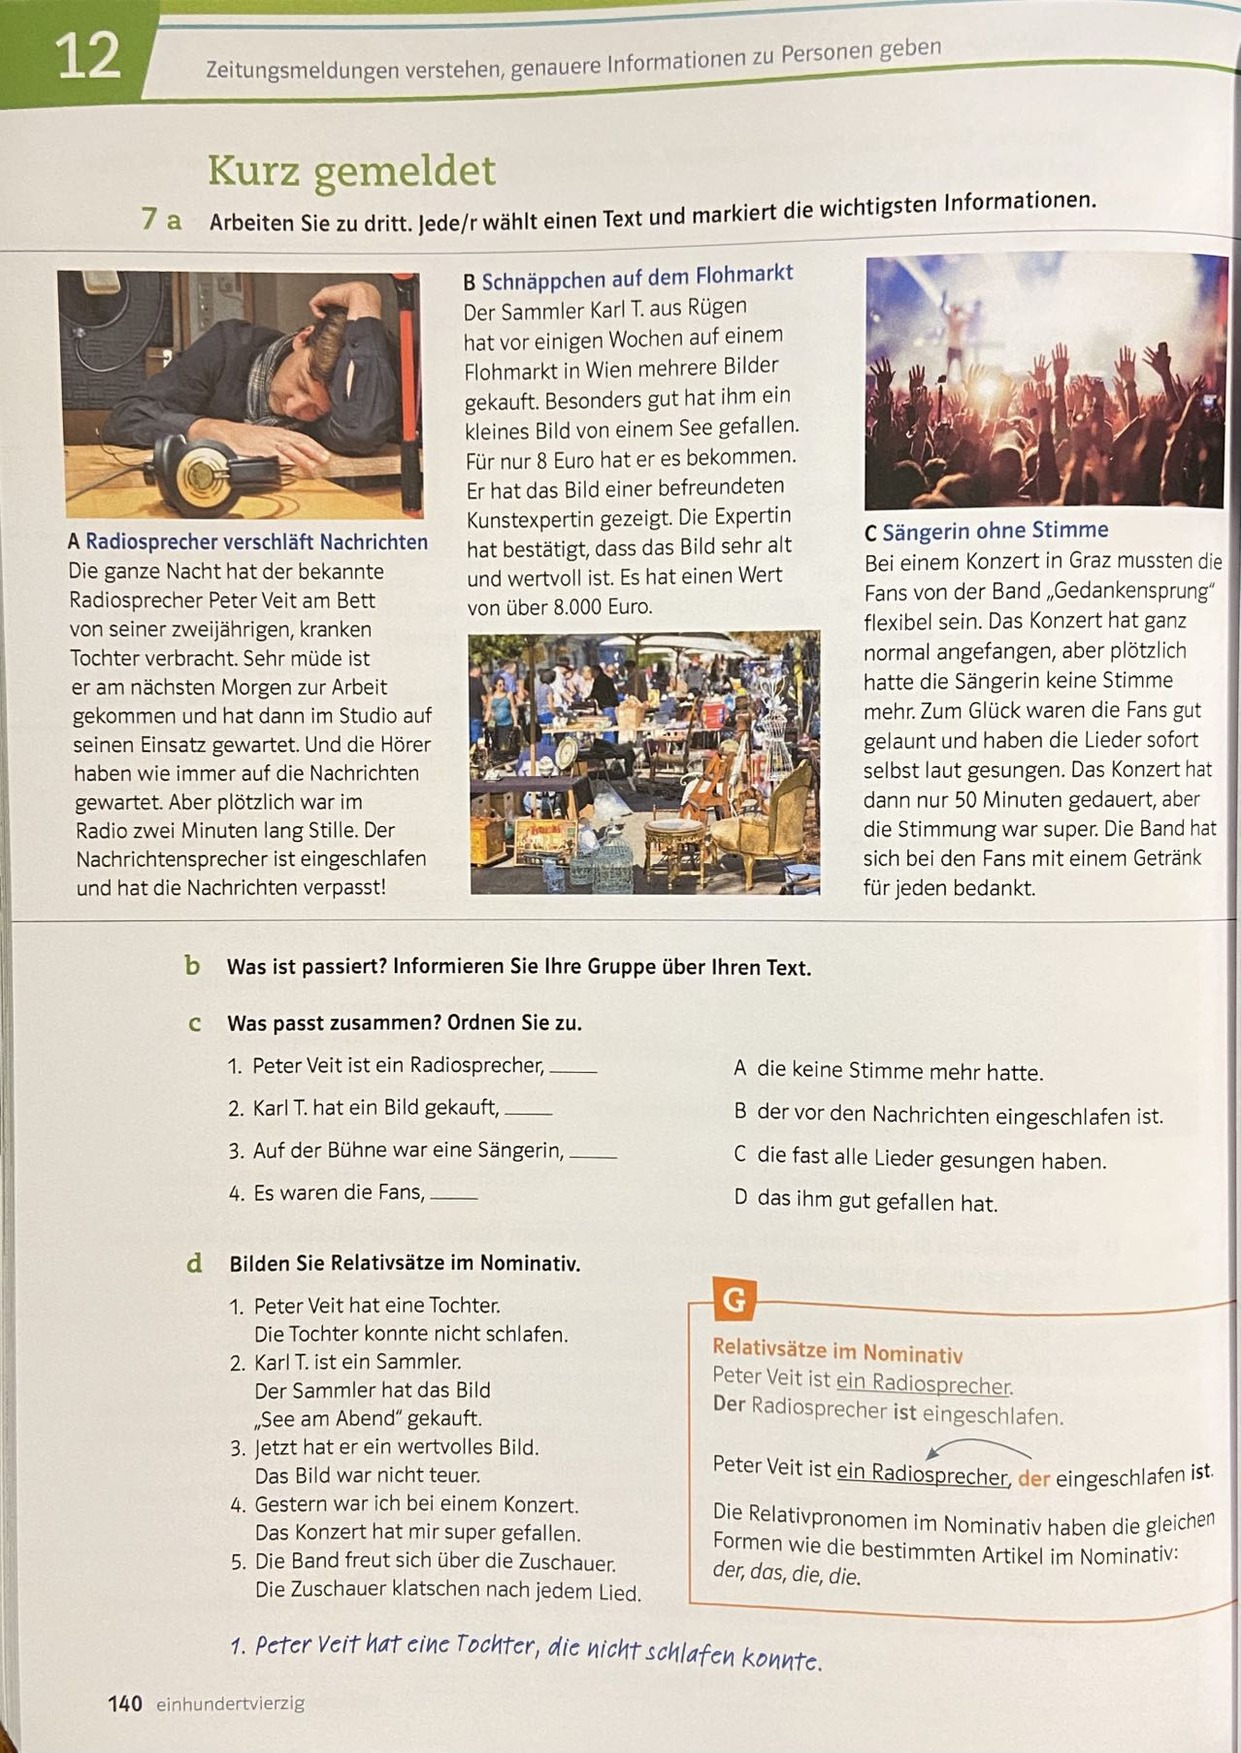 12
Zeitungsmeldungen verstehen, genauere Informationen zu Personen geben
Kurz gemeldet
7 a Arbeiten Sie zu dritt. Jede/r wählt einen Text und markiert die wichtigsten Informationen.
A Radiosprecher verschläft Nachrichten
Die ganze Nacht hat der bekannte
Radiosprecher Peter Veit am Bett
von seiner zweijährigen, kranken
Tochter verbracht. Sehr müde ist
er am nächsten Morgen zur Arbeit
gekommen und hat dann im Studio auf
seinen Einsatz gewartet. Und die Hörer
haben wie immer auf die Nachrichten
gewartet. Aber plötzlich war im
Radio zwei Minuten lang Stille. Der
Nachrichtensprecher ist eingeschlafen
und hat die Nachrichten verpasst!
B Schnäppchen auf dem Flohmarkt
Der Sammler Karl T. aus Rügen
hat vor einigen Wochen auf einem
Flohmarkt in Wien mehrere Bilder
gekauft. Besonders gut hat ihm ein
kleines Bild von einem See gefallen.
Für nur 8 Euro hat er es bekommen.
Er hat das Bild einer befreundeten
Kunstexpertin gezeigt. Die Expertin
hat bestätigt, dass das Bild sehr alt
und wertvoll ist. Es hat einen Wert
von über 8.000 Euro.
C Sängerin ohne Stimme
Bei einem Konzert in Graz mussten die
Fans von der Band „Gedankensprung“
flexibel sein. Das Konzert hat ganz
normal angefangen, aber plötzlich
hatte die Sängerin keine Stimme
mehr. Zum Glück waren die Fans gut
gelaunt und haben die Lieder sofort
selbst laut gesungen. Das Konzert hat
dann nur 50 Minuten gedauert, aber
die Stimmung war super. Die Band hat
sich bei den Fans mit einem Getränk
für jeden bedankt.
b Was ist passiert? Informieren Sie Ihre Gruppe über Ihren Text.
c Was passt zusammen? Ordnen Sie zu.
1. Peter Veit ist ein Radiosprecher, ____
2. Karl T. hat ein Bild gekauft, ____
3. Auf der Bühne war eine Sängerin, ____
4. Es waren die Fans, ____
A die keine Stimme mehr hatte.
B der vor den Nachrichten eingeschlafen ist.
C die fast alle Lieder gesungen haben.
D das ihm gut gefallen hat.
d Bilden Sie Relativsätze im Nominativ.
1. Peter Veit hat eine Tochter.
Die Tochter konnte nicht schlafen.
2. Karl T. ist ein Sammler.
Der Sammler hat das Bild
„See am Abend“ gekauft.
3. Jetzt hat er ein wertvolles Bild.
Das Bild war nicht teuer.
4. Gestern war ich bei einem Konzert.
Das Konzert hat mir super gefallen.
5. Die Band freut sich über die Zuschauer.
Die Zuschauer klatschen nach jedem Lied.
G
Relativsätze im Nominativ
Peter Veit ist ein Radiosprecher.
Der Radiosprecher ist eingeschlafen.
Peter Veit ist ein Radiosprecher, der eingeschlafen ist.
Die Relativpronomen im Nominativ haben die gleichen
Formen wie die bestimmten Artikel im Nominativ:
der, das, die, die.
1. Peter Veit hat eine Tochter, die nicht schlafen konnte.
140 einhundertvierzig